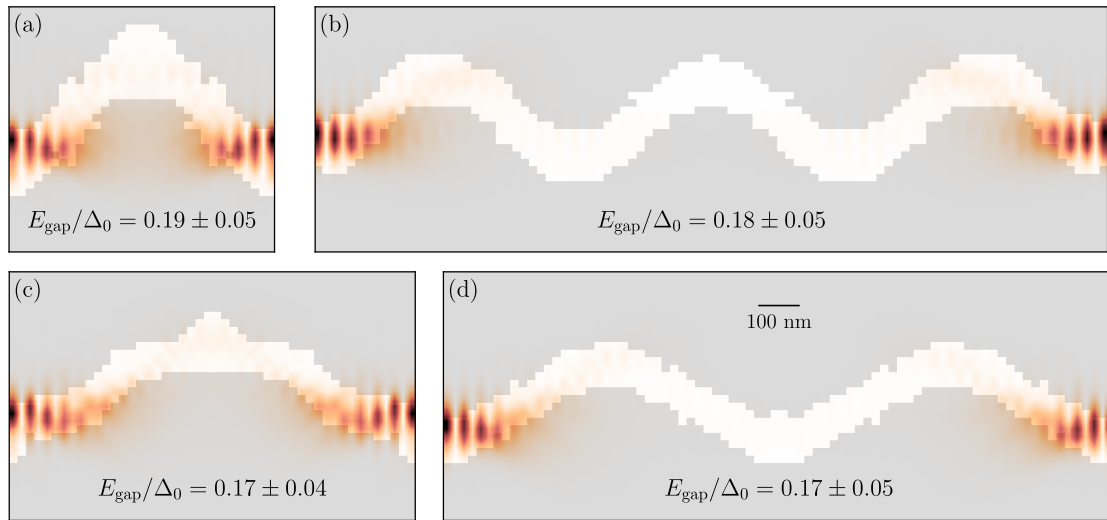 (a)
E_gap/Δ_0 = 0.19 ± 0.05
(b)
E_gap/Δ_0 = 0.18 ± 0.05
(c)
E_gap/Δ_0 = 0.17 ± 0.04
(d)
100 nm
E_gap/Δ_0 = 0.17 ± 0.05